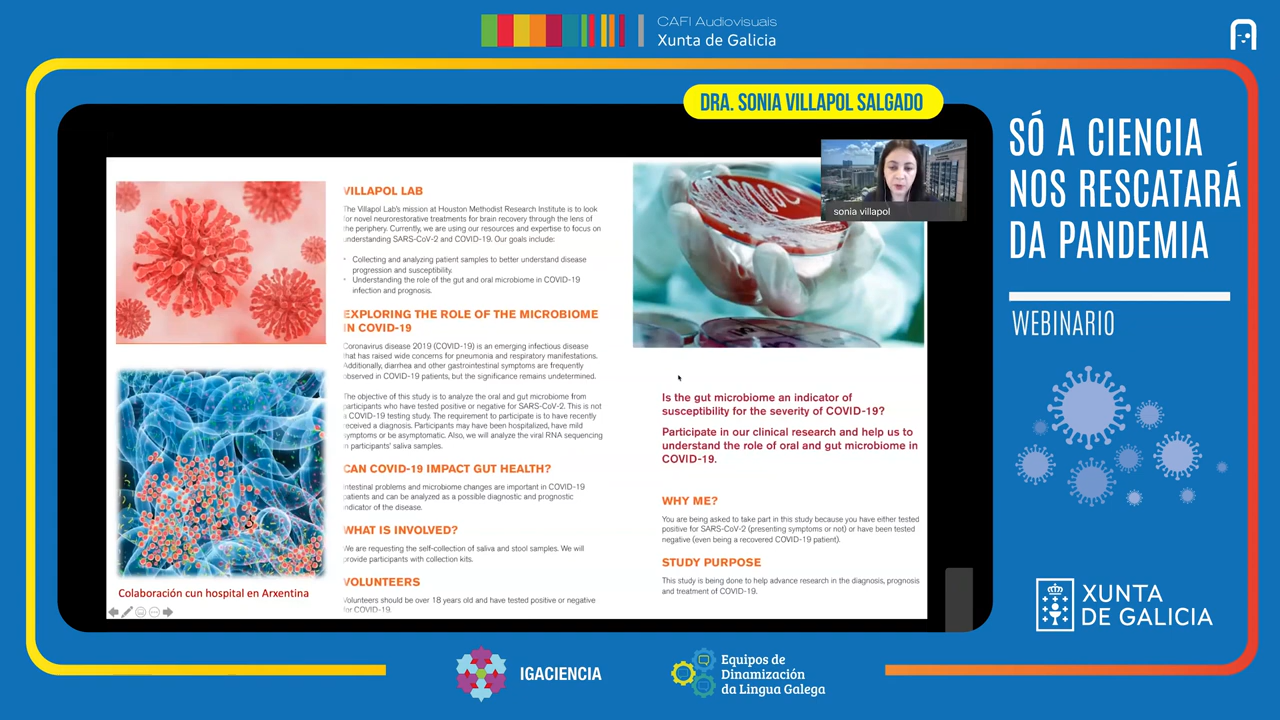 CAFI Audiovisuais
Xunta de Galicia
DRA. SONIA VILLAPOL SALGADO
SÓ A CIENCIA
NOS RESCATARÁ
DA PANDEMIA
WEBINARIO
sonia villapol
VILLAPOL LAB
The Villapol Lab's mission at Houston Methodist Research Institute is to look
for novel neurorestorative treatments for brain recovery through the lens of
the periphery. Currently, we are using our resources and expertise to focus on
understanding SARS-CoV-2 and COVID-19. Our goals include:
• Collecting and analyzing patient samples to better understand disease
progression and susceptibility.
• Understanding the role of the gut and oral microbiome in COVID-19
infection and prognosis.
EXPLORING THE ROLE OF THE MICROBIOME
IN COVID-19
Coronavirus disease 2019 (COVID-19) is an emerging infectious disease
that has raised wide concerns for pneumonia and respiratory manifestations.
Additionally, diarrhea and other gastrointestinal symptoms are frequently
observed in COVID-19 patients, but the significance remains undetermined.
The objective of this study is to analyze the oral and gut microbiome from
participants who have tested positive or negative for SARS-CoV-2. This is not
a COVID-19 testing study. The requirement to participate is to have recently
received a diagnosis. Participants may have been hospitalized, have mild
symptoms or be asymptomatic. Also, we will analyze the viral RNA sequencing
in participants' saliva samples.
CAN COVID-19 IMPACT GUT HEALTH?
Intestinal problems and microbiome changes are important in COVID-19
patients and can be analyzed as a possible diagnostic and prognostic
indicator of the disease.
WHAT IS INVOLVED?
We are requesting the self-collection of saliva and stool samples. We will
provide participants with collection kits.
VOLUNTEERS
Volunteers should be over 18 years old and have tested positive or negative
for COVID-19.
Is the gut microbiome an indicator of
susceptibility for the severity of COVID-19?
Participate in our clinical research and help us to
understand the role of oral and gut microbiome in
COVID-19.
WHY ME?
You are being asked to take part in this study because you have either tested
positive for SARS-CoV-2 (presenting symptoms or not) or have been tested
negative (even being a recovered COVID-19 patient).
STUDY PURPOSE
This study is being done to help advance research in the diagnosis, prognosis
and treatment of COVID-19.
Colaboración cun hospital en Arxentina
XUNTA
DE GALICIA
IGACIENCIA
Equipos de
Dinamización
da Lingua Galega